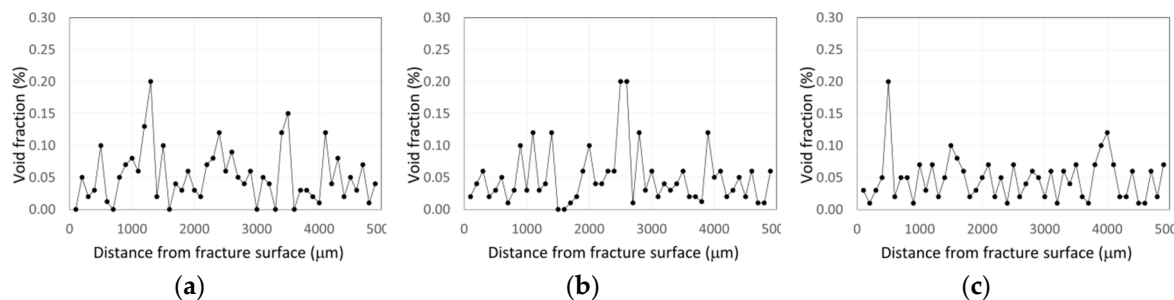 0.30 0.30 0.30
0.25 0.25 0.25
0.20 0.20 0.20
0.15 0.15 0.15
0.10 0.10 0.10
0.05 0.05 0.05
0.00 0.00 0.00
Void fraction (%) Void fraction (%) Void fraction (%)
0 1000 2000 3000 4000 500 0 1000 2000 3000 4000 500 0 1000 2000 3000 4000 500
Distance from fracture surface (μm) Distance from fracture surface (μm) Distance from fracture surface (μm)
(a) (b) (c)